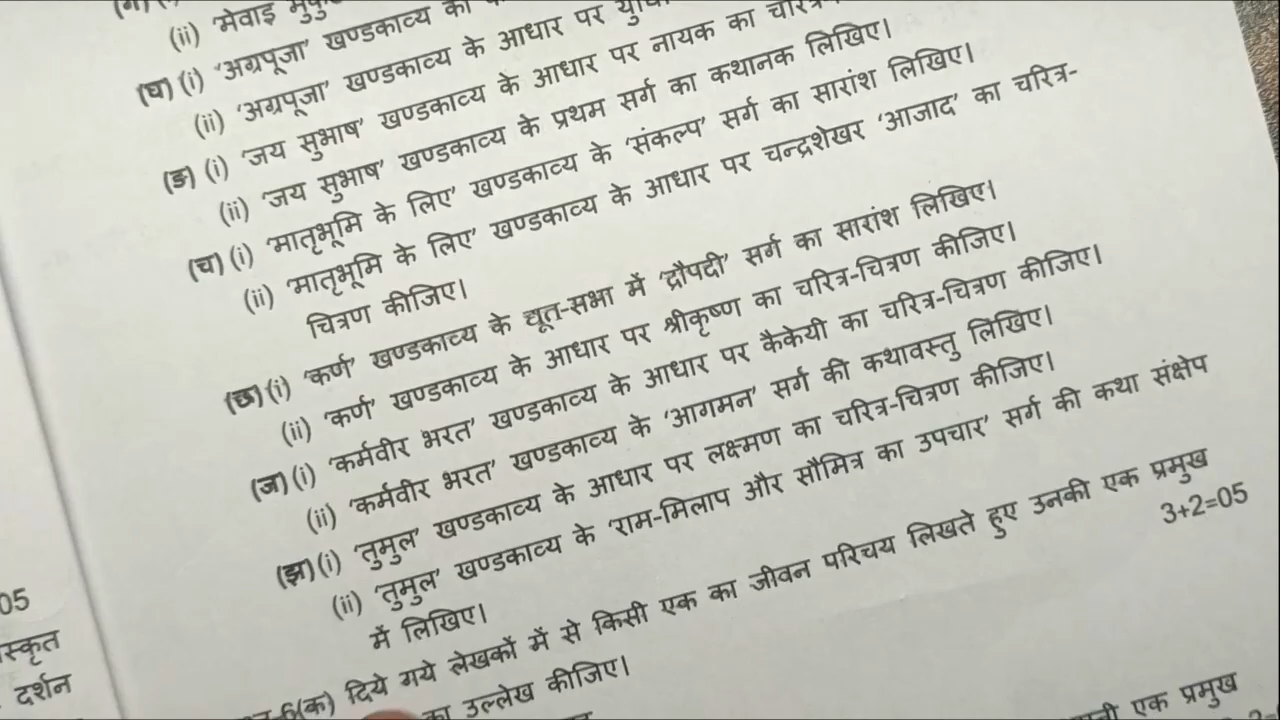 (ii) 'मेवाड़
(घ) (i) 'अग्रपूजा' खण्डकाव्य का
(ii) 'अग्रपूजा' खण्डकाव्य के आधार पर
(ङ) (i) 'जय सुभाष' खण्डकाव्य के आधार पर नायक का
(ii) 'जय सुभाष' खण्डकाव्य के प्रथम सर्ग का कथानक लिखिए।
(च) (i) 'मातृभूमि के लिए' खण्डकाव्य के 'संकल्प' सर्ग का सारांश लिखिए।
(ii) 'मातृभूमि के लिए' खण्डकाव्य के आधार पर चन्द्रशेखर 'आजाद' का चरित्र-
चित्रण कीजिए।
(छ) (i) 'कर्ण' खण्डकाव्य के द्यूत-सभा में 'द्रौपदी' सर्ग का सारांश लिखिए।
(ii) 'कर्ण' खण्डकाव्य के आधार पर श्रीकृष्ण का चरित्र-चित्रण कीजिए।
(ज) (i) 'कर्मवीर भरत' खण्डकाव्य के आधार पर कैकेयी का चरित्र-चित्रण कीजिए।
(ii) 'कर्मवीर भरत' खण्डकाव्य के 'आगमन' सर्ग की कथावस्तु लिखिए।
(झ) (i) 'तुमुल' खण्डकाव्य के आधार पर लक्ष्मण का चरित्र-चित्रण कीजिए।
(ii) 'तुमुल' खण्डकाव्य के 'राम-मिलाप और सौमित्र का उपचार' सर्ग की कथा संक्षेप
में लिखिए।
6(क) दिये गये लेखकों में से किसी एक का जीवन परिचय लिखते हुए उनकी एक प्रमुख
का उल्लेख कीजिए।
3+2=05
एक प्रमुख
05
दर्शन